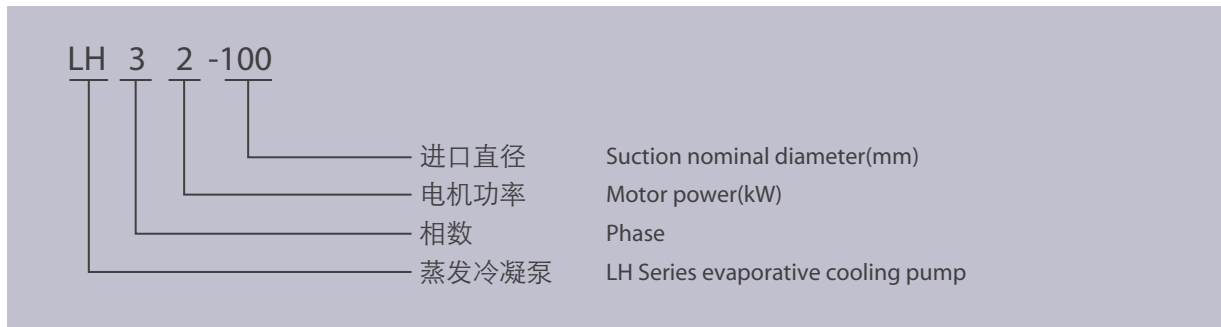 LH 3 2 -100
进口直径 Suction nominal diameter(mm)
电机功率 Motor power(kW)
相数 Phase
蒸发冷凝泵 LH Series evaporative cooling pump